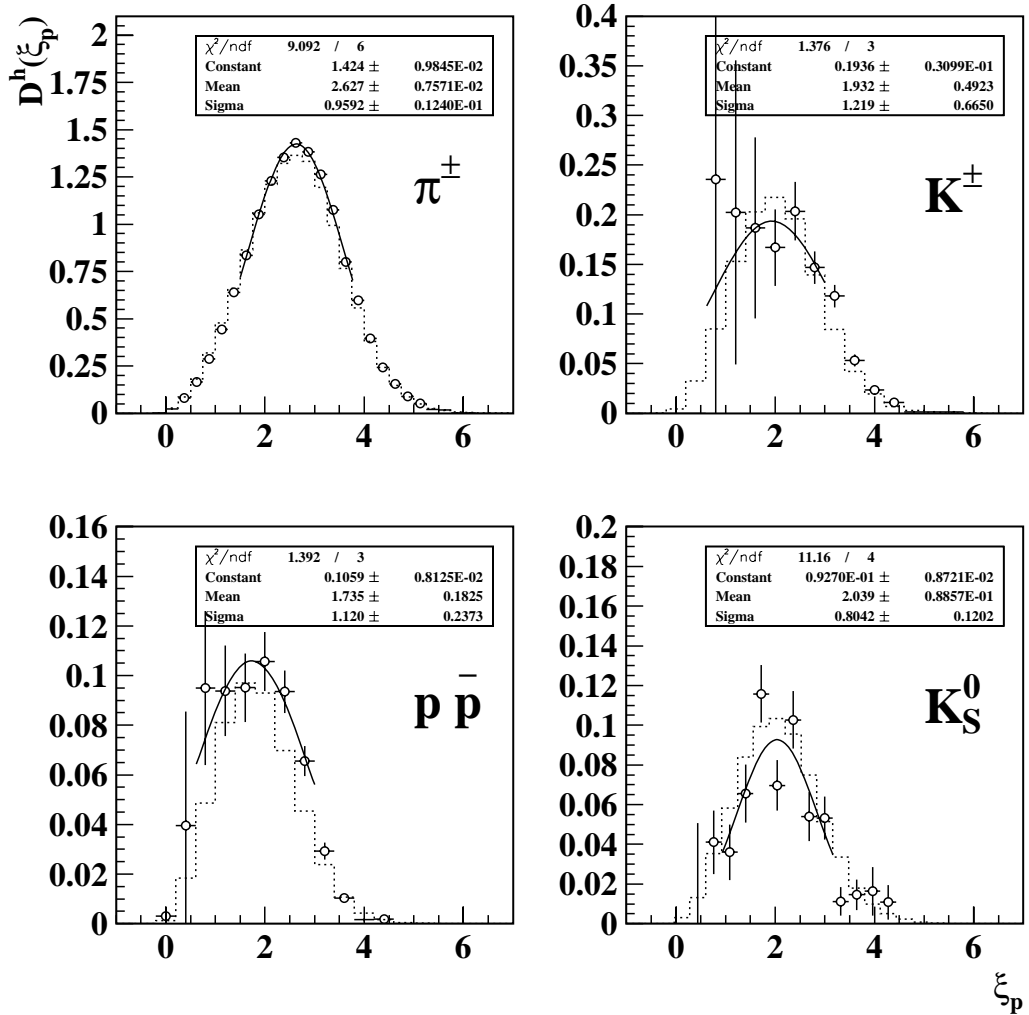 D^h(ξ_p)
2
1.75
1.5
1.25
1
0.75
0.5
0.25
0
0 2 4 6
χ²/ndf 9.092 / 6
Constant 1.424 ± 0.9845E-02
Mean 2.627 ± 0.7571E-02
Sigma 0.9592 ± 0.1240E-01
π^±
0.4
0.35
0.3
0.25
0.2
0.15
0.1
0.05
0
0 2 4 6
χ²/ndf 1.376 / 3
Constant 0.1936 ± 0.3099E-01
Mean 1.932 ± 0.4923
Sigma 1.219 ± 0.6650
K^±
0.16
0.14
0.12
0.1
0.08
0.06
0.04
0.02
0
0 2 4 6
χ²/ndf 1.392 / 3
Constant 0.1059 ± 0.8125E-02
Mean 1.735 ± 0.1825
Sigma 1.120 ± 0.2373
p p̄
0.2
0.18
0.16
0.14
0.12
0.1
0.08
0.06
0.04
0.02
0
0 2 4 6
χ²/ndf 11.16 / 4
Constant 0.9270E-01 ± 0.8721E-02
Mean 2.039 ± 0.8857E-01
Sigma 0.8042 ± 0.1202
K_S^0
ξ_p